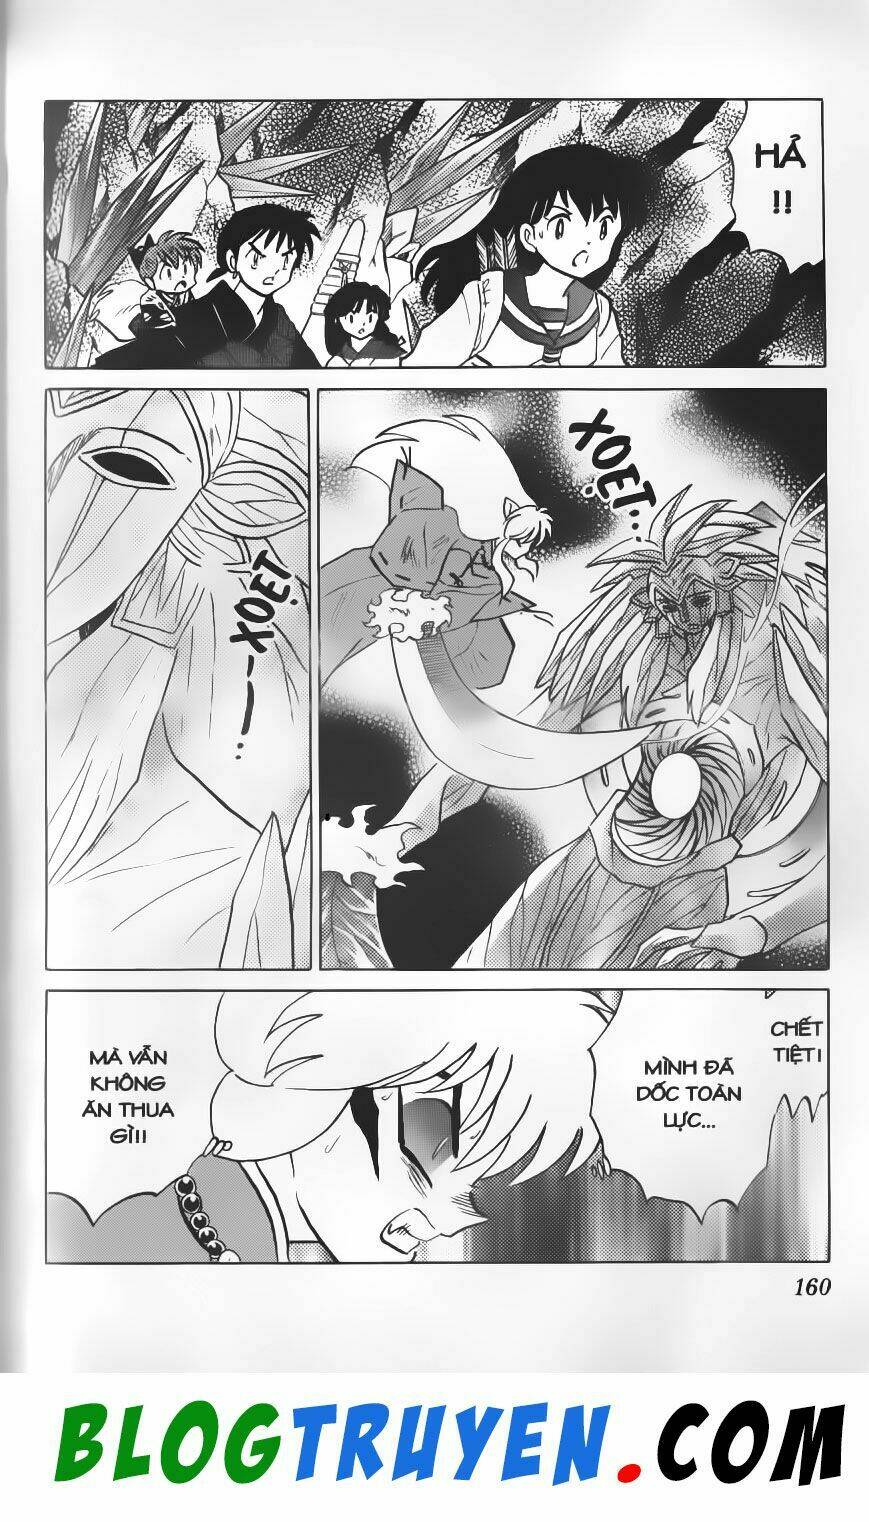 HẢ
!!
XOẸT...
...XOẸT
CHẾT
TIỆT!
MÌNH ĐÃ
DỐC TOÀN
LỰC...
MÀ VẪN
KHÔNG
ĂN THUA
GÌ!!
160
BLOGTRUYEN.COM